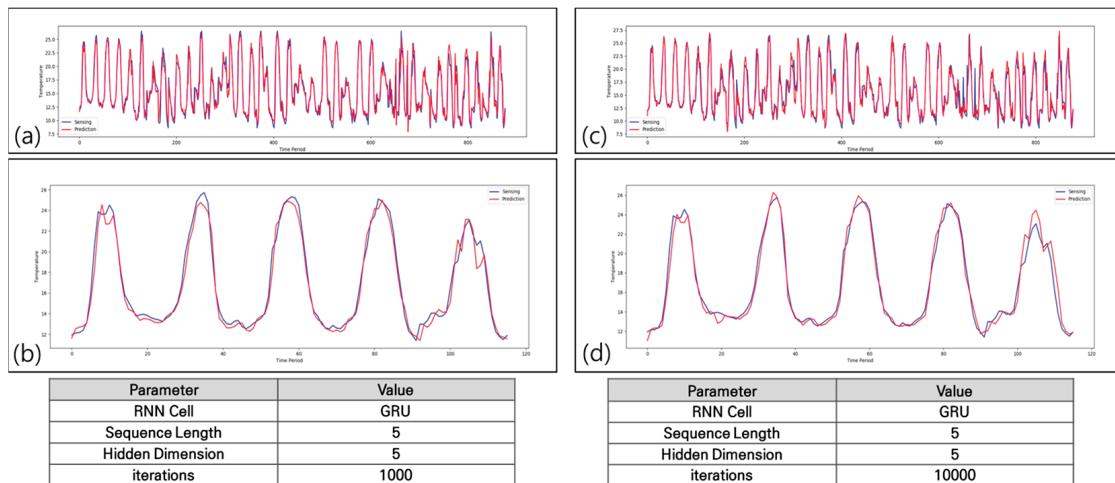 25.0
22.5
20.0
17.5
15.0
12.5
10.0
7.5
Temperature
Sensing
Prediction
0
200
400
600
800
Time Period
(a)
27.5
25.0
22.5
20.0
17.5
15.0
12.5
10.0
7.5
Temperature
Sensing
Prediction
0
200
400
600
800
Time Period
(c)
26
24
22
20
18
16
14
12
Temperature
Sensing
Prediction
0
20
40
60
80
100
120
Time Period
(b)
26
24
22
20
18
16
14
12
Temperature
Sensing
Prediction
0
20
40
60
80
100
120
Time Period
(d)
Parameter Value
RNN Cell GRU
Sequence Length 5
Hidden Dimension 5
iterations 1000
Parameter Value
RNN Cell GRU
Sequence Length 5
Hidden Dimension 5
iterations 10000